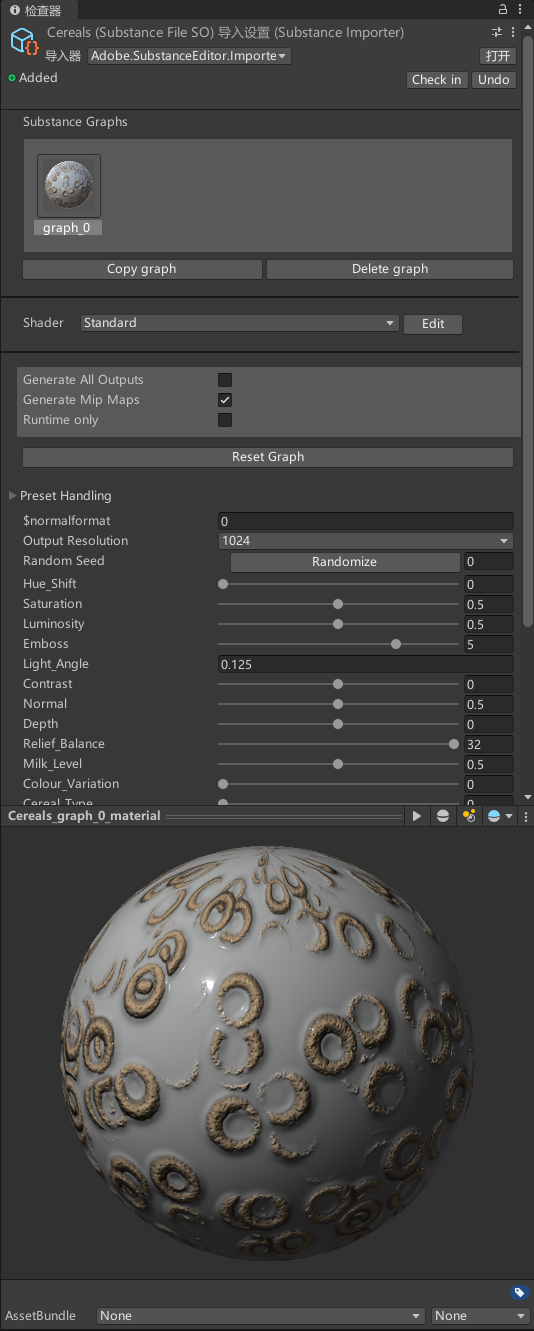 检查器
Cereals (Substance File SO) 导入设置 (Substance Importer)
导入器 Adobe.SubstanceEditor.Importe 打开
Added Check in Undo
Substance Graphs
graph_0
Copy graph Delete graph
Shader Standard Edit
Generate All Outputs
Generate Mip Maps
Runtime only
Reset Graph
Preset Handling
$normalformat 0
Output Resolution 1024
Random Seed Randomize 0
Hue_Shift 0
Saturation 0.5
Luminosity 0.5
Emboss 5
Light_Angle 0.125
Contrast 0
Normal 0.5
Depth 0
Relief_Balance 32
Milk_Level 0.5
Colour_Variation 0
Cereal_Type 0
Cereals_graph_0_material
AssetBundle None None